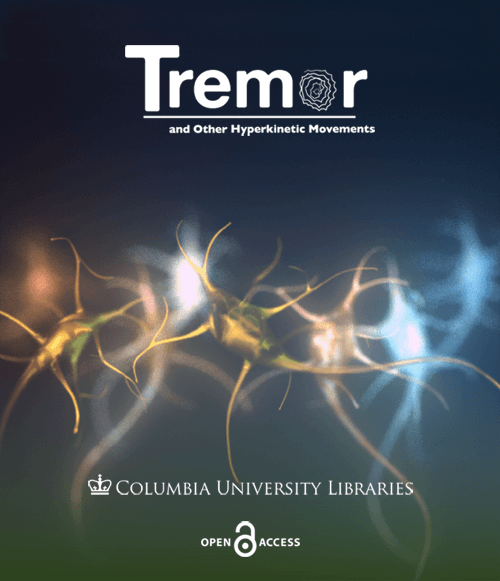 Tremor
and Other Hyperkinetic Movements
COLUMBIA UNIVERSITY LIBRARIES
OPEN ACCESS